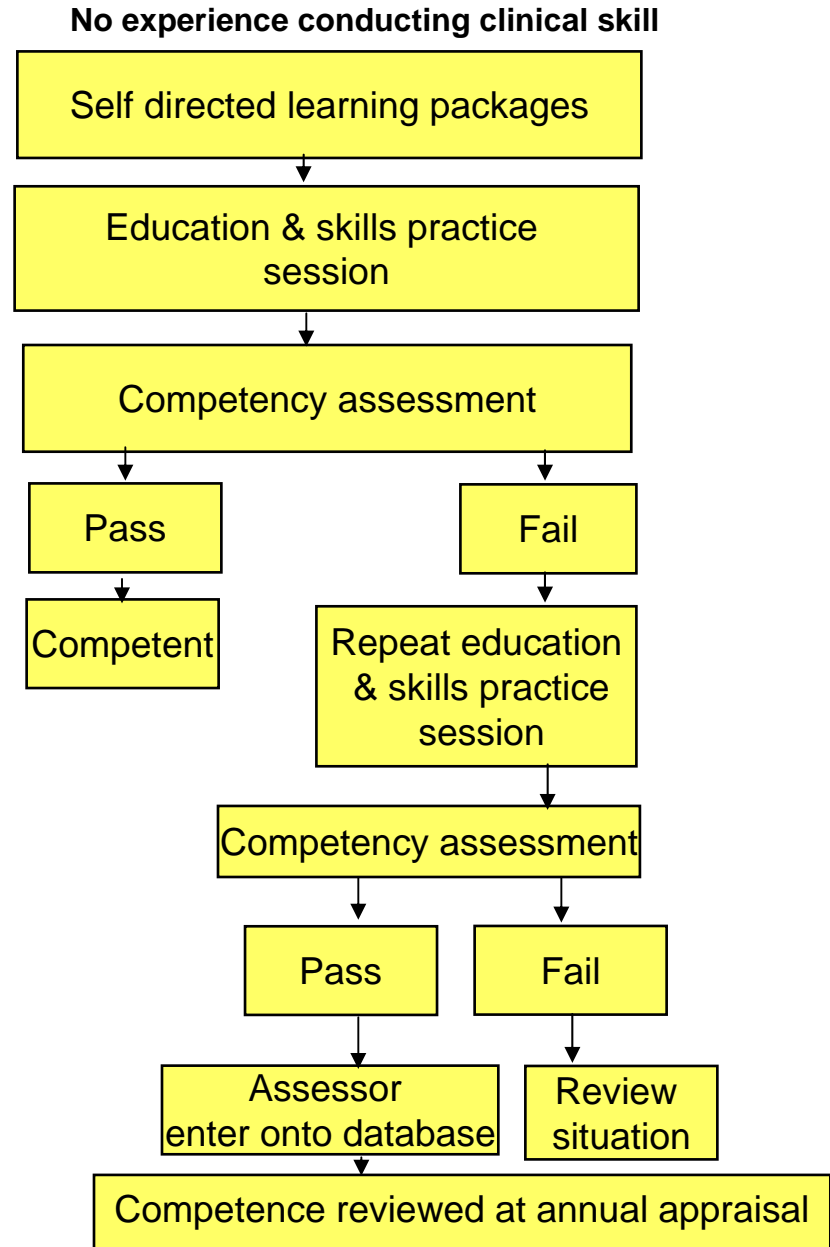 No experience conducting clinical skill
Self directed learning packages
Education & skills practice
session
Competency assessment
Pass
Fail
Competent
Repeat education
& skills practice
session
Competency assessment
Pass
Fail
Assessor
enter onto database
Review
situation
Competence reviewed at annual appraisal